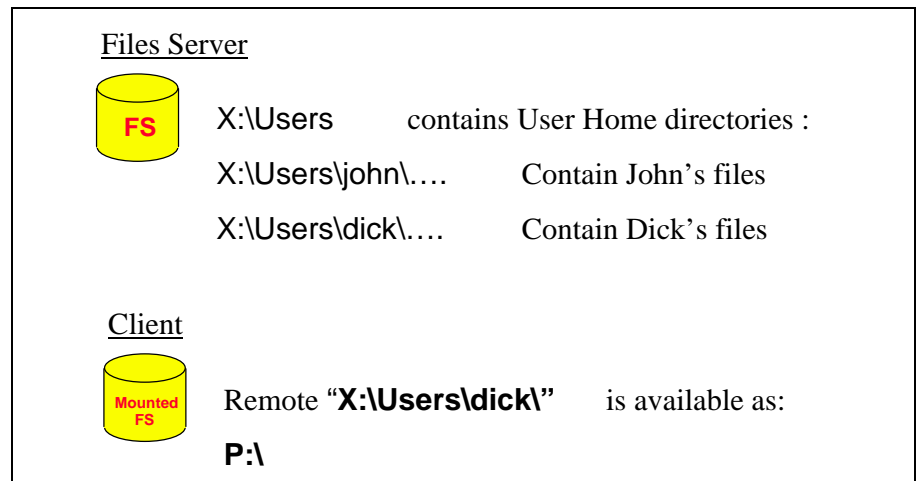 Files Server
FS
X:\Users contains User Home directories :
X:\Users\john\…. Contain John’s files
X:\Users\dick\…. Contain Dick’s files
Client
Mounted
FS
Remote “X:\Users\dick\” is available as:
P:\